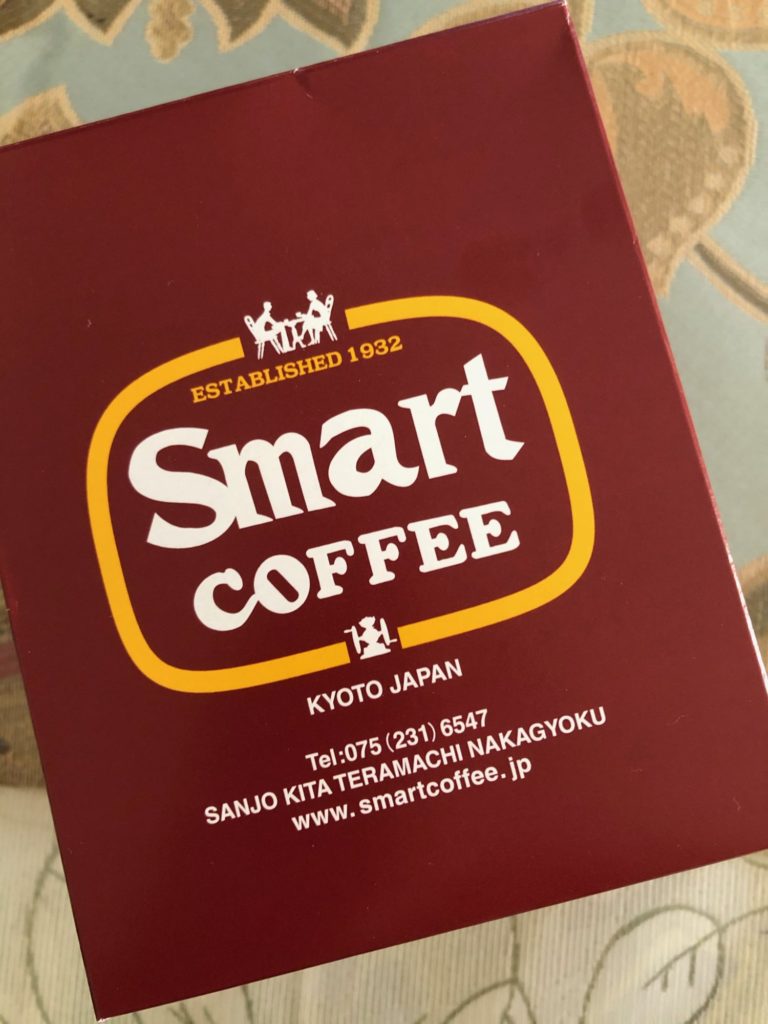 ESTABLISHED 1932
Smart
COFFEE
KYOTO JAPAN
Tel:075 (231) 6547
SANJO KITA TERAMACHI NAKAGYOKU
www.smartcoffee.jp